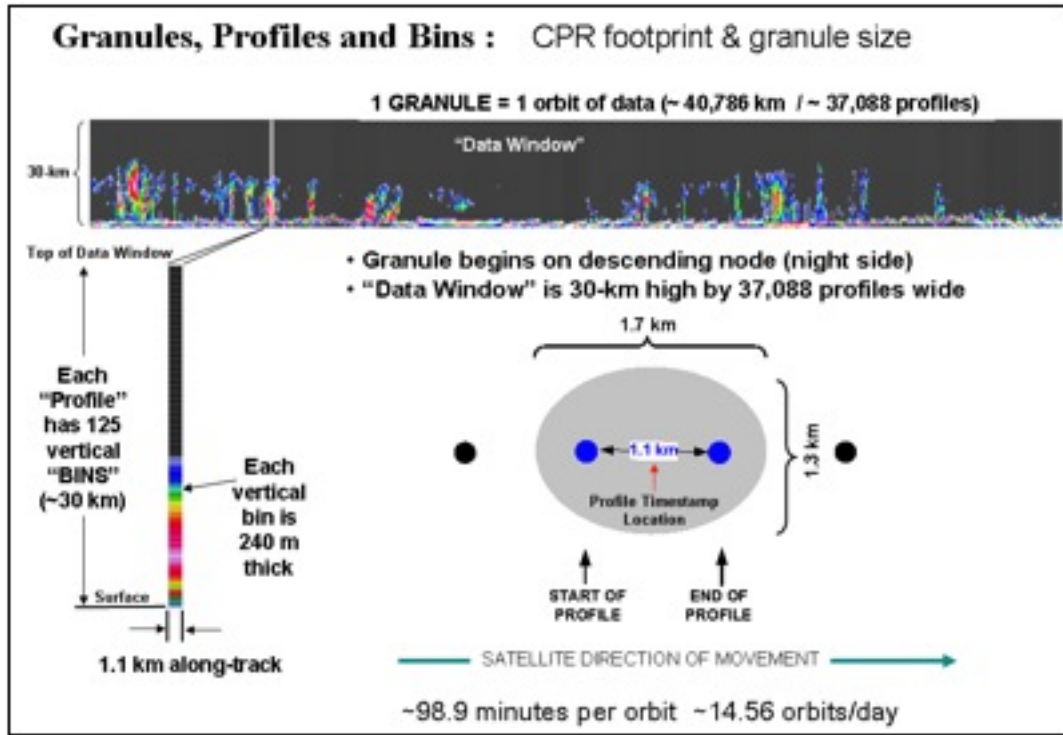 Granules, Profiles and Bins : CPR footprint & granule size
1 GRANULE = 1 orbit of data (~ 40,786 km / ~ 37,088 profiles)
"Data Window"
30-km
Top of Data Window
• Granule begins on descending node (night side)
• "Data Window" is 30-km high by 37,088 profiles wide
1.7 km
Each
"Profile"
has 125
vertical
"BINS"
(~30 km)
Each
vertical
bin is
240 m
thick
1.1 km
1.3 km
Profile Timestamp
Location
START OF
PROFILE
END OF
PROFILE
Surface
1.1 km along-track
SATELLITE DIRECTION OF MOVEMENT
~98.9 minutes per orbit ~14.56 orbits/day